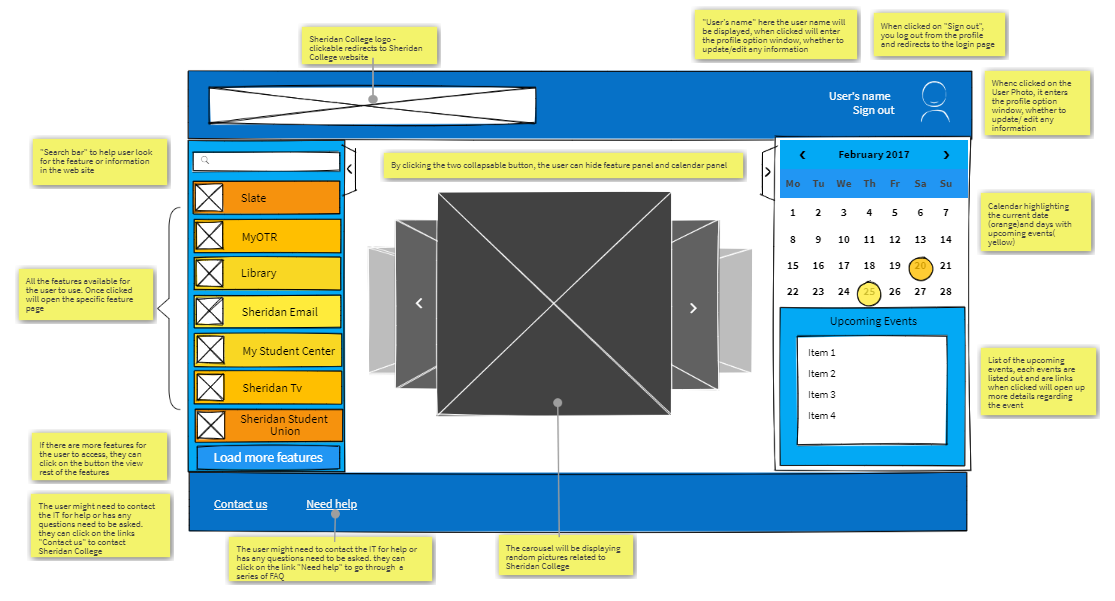 Sheridan College logo -
clickable redirects to Sheridan
College website
"User's name" here the user name will
be displayed, when clicked will enter
the profile option window, whether to
update/edit any information
When clicked on "Sign out",
you log out from the profile
and redirects to the login page
User's name
Sign out
Whenc clicked on the
User Photo, it enters
the profile option
window, whether to
update/ edit any
information
"Search bar" to help user look
for the feature or information
in the web site
By clicking the two collapsable button, the user can hide feature panel and calendar panel
February 2017
Mo Tu We Th Fr Sa Su
1 2 3 4 5 6 7
8 9 10 11 12 13 14
15 16 17 18 19 20 21
22 23 24 25 26 27 28
Calendar highlighting
the current date
(orange)and days with
upcoming events(
yellow)
Slate
MyOTR
Library
Sheridan Email
My Student Center
Sheridan Tv
Sheridan Student
Union
Load more features
All the features available for
the user to use. Once clicked
will open the specific feature
page
Upcoming Events
Item 1
Item 2
Item 3
Item 4
List of the upcoming
events, each events are
listed out and are links
when clicked will open up
more details regarding
the event
If there are more features for
the user to access, they can
click on the button the view
rest of the features
The user might need to contact
the IT for help or has any
questions need to be asked.
they can click on the links
"Contact us" to contact
Sheridan College
Contact us
Need help
The user might need to contact the IT for help or
has any questions need to be asked. they can
click on the link "Need help" to go through a
series of FAQ
The carousel will be displaying
random pictures related to
Sheridan College